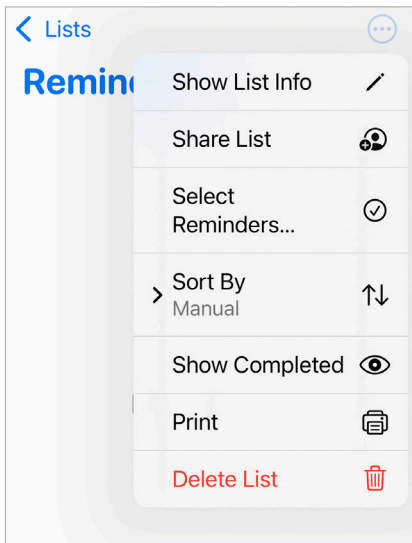 Lists
Remin
Show List Info
Share List
Select
Reminders...
Sort By
Manual
Show Completed
Print
Delete List